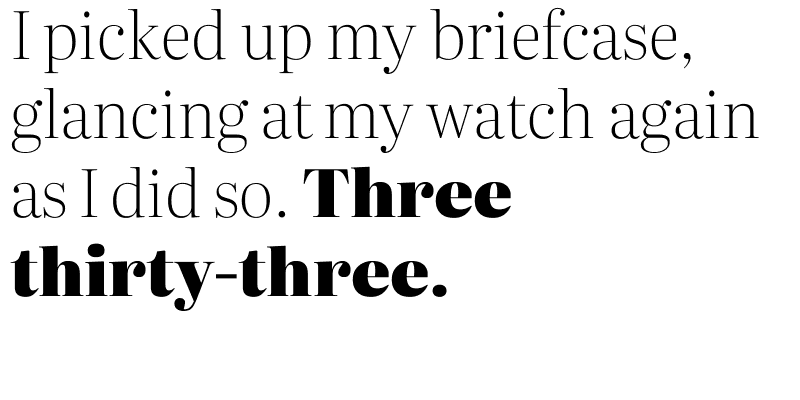 I picked up my briefcase,
glancing at my watch again
as I did so. Three
thirty-three.